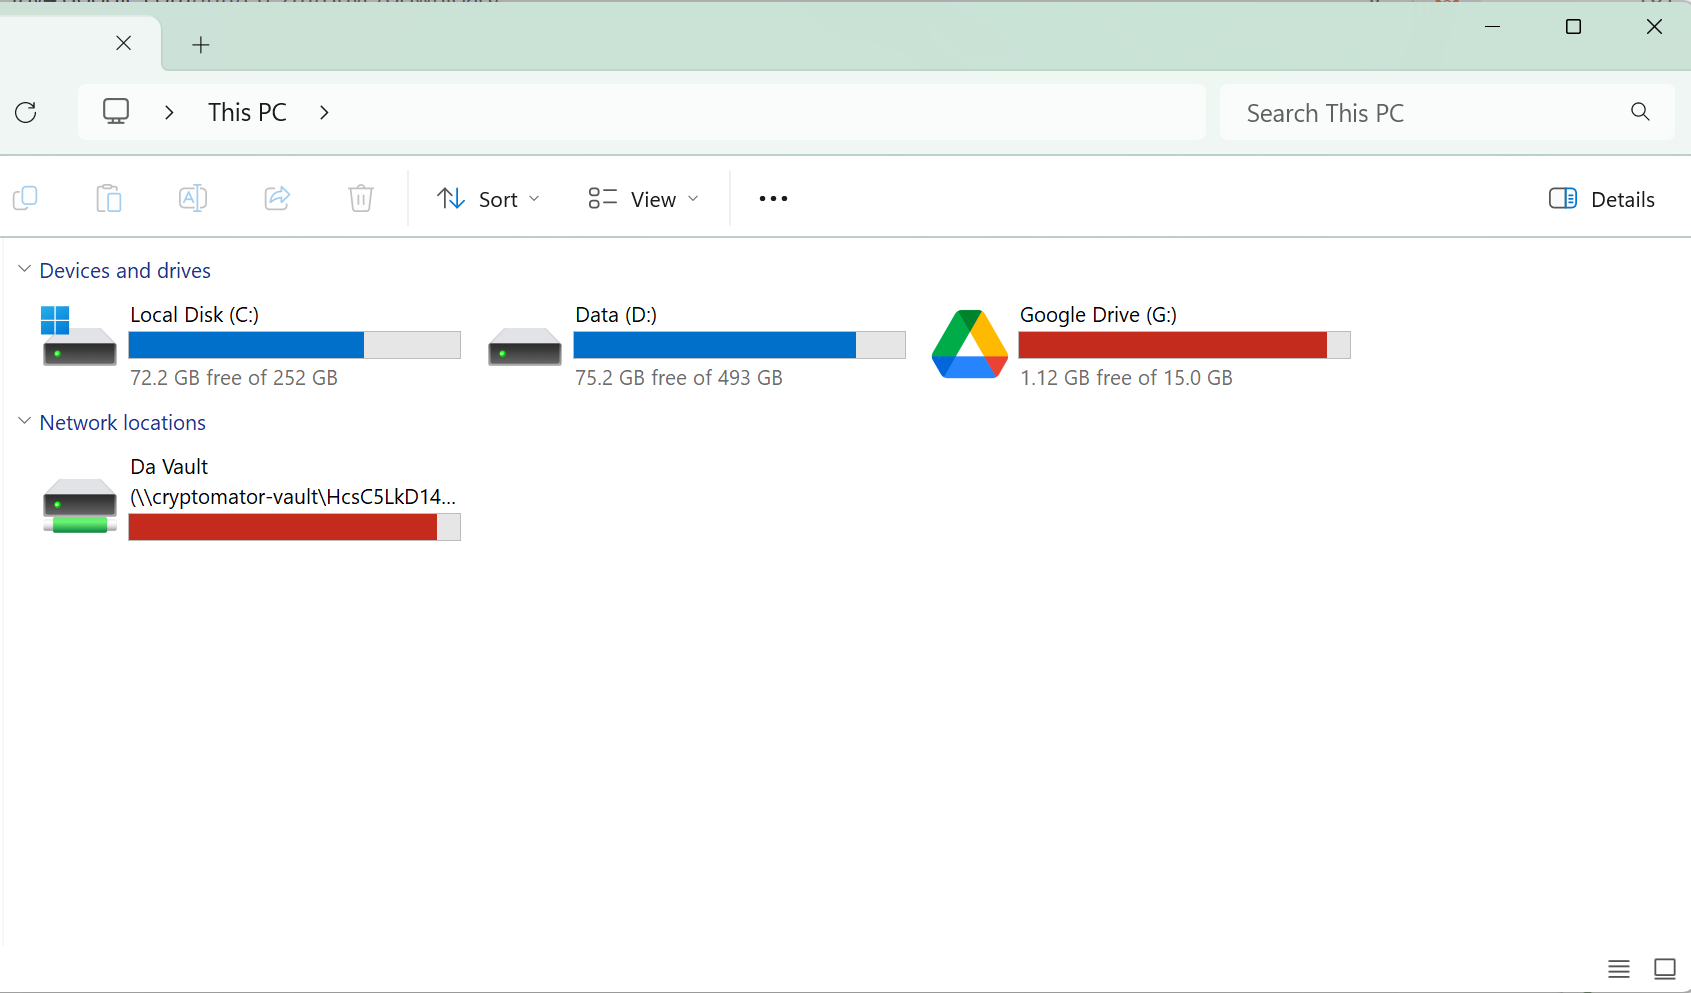 This PC
Search This PC
Sort
View
Details
Devices and drives
Local Disk (C:)
72.2 GB free of 252 GB
Data (D:)
75.2 GB free of 493 GB
Google Drive (G:)
1.12 GB free of 15.0 GB
Network locations
Da Vault
(\\cryptomator-vault\HcsC5LkD14...